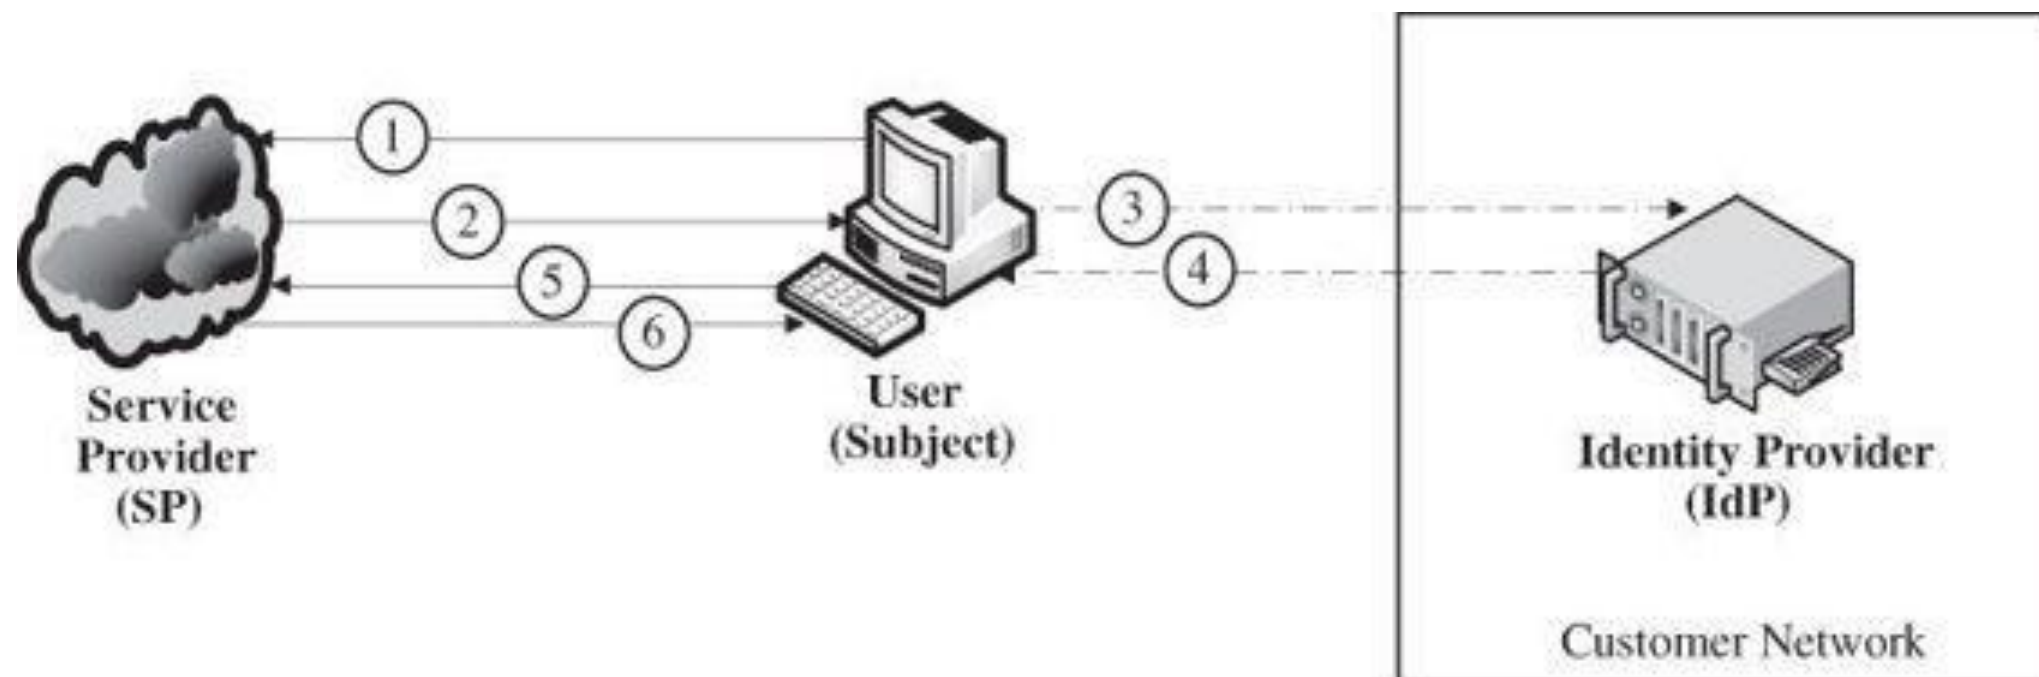 1
2
3
4
5
6
Service
Provider
(SP)
User
(Subject)
Identity Provider
(IdP)
Customer Network